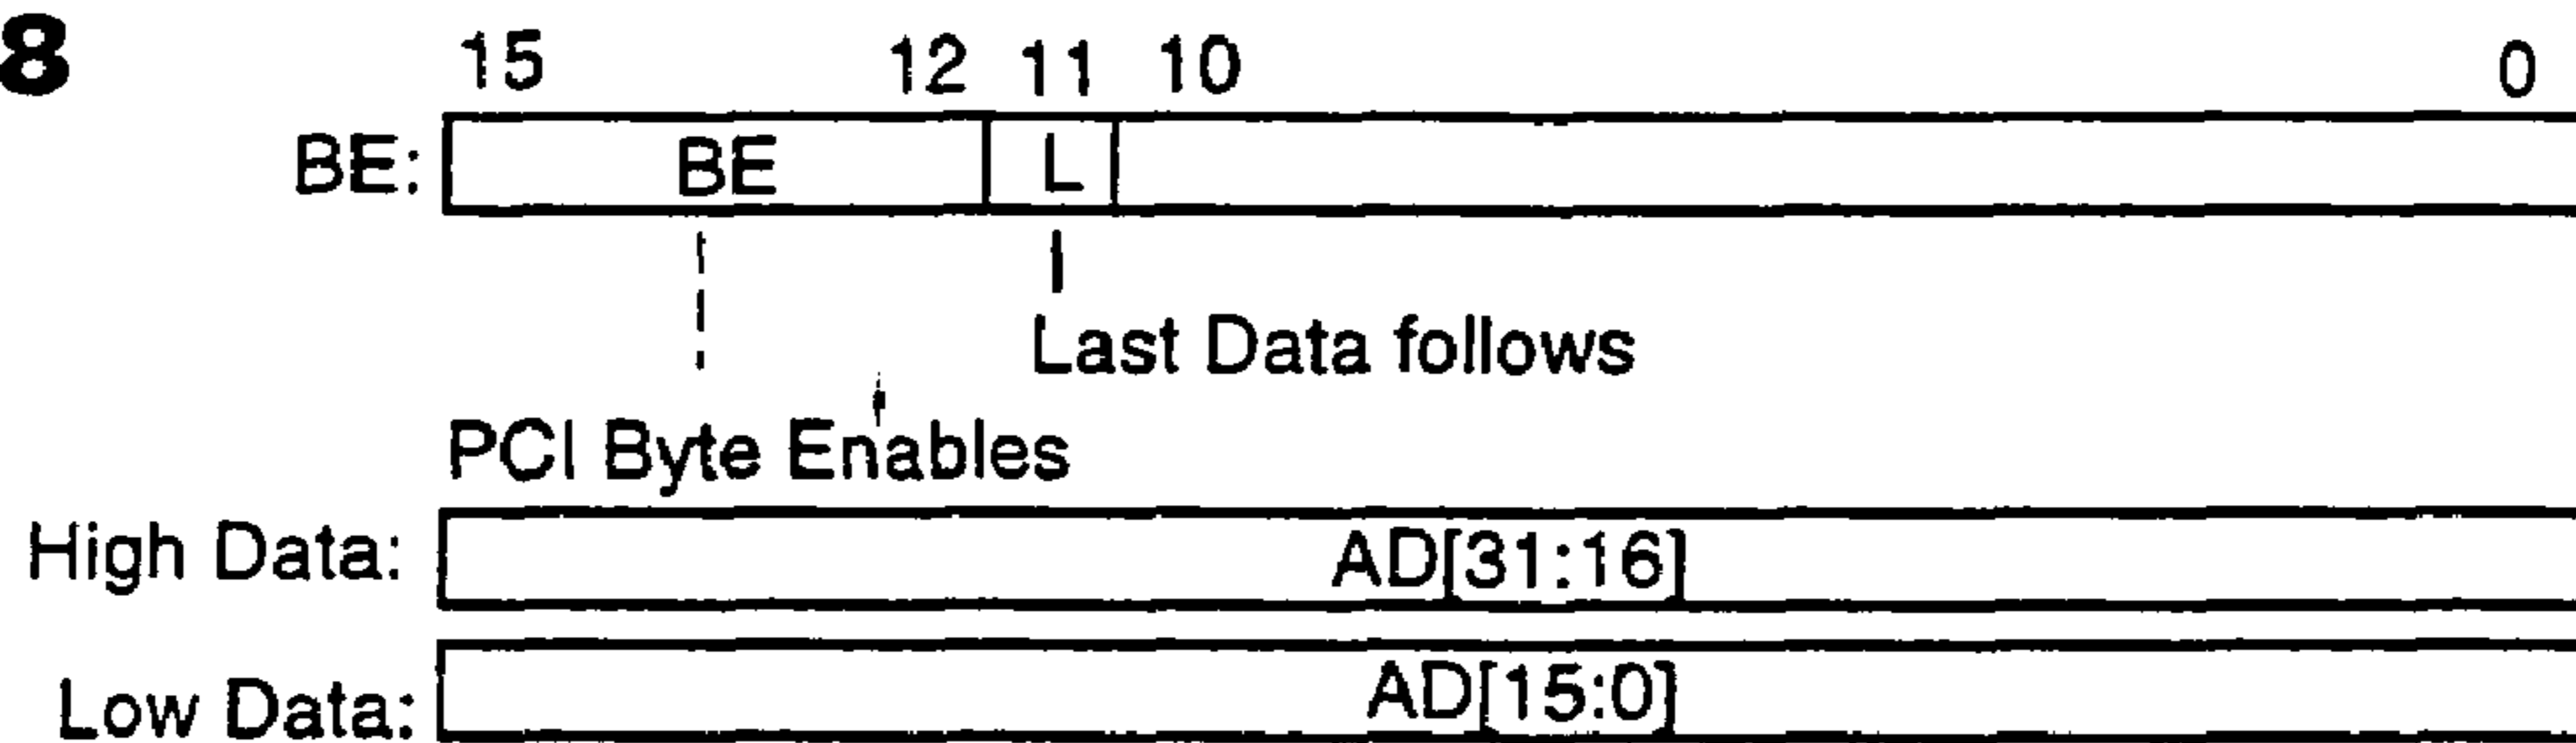 8
15 12 11 10 0
BE: BE L
Last Data follows
PCI Byte Enables
High Data: AD[31:16]
Low Data: AD[15:0]